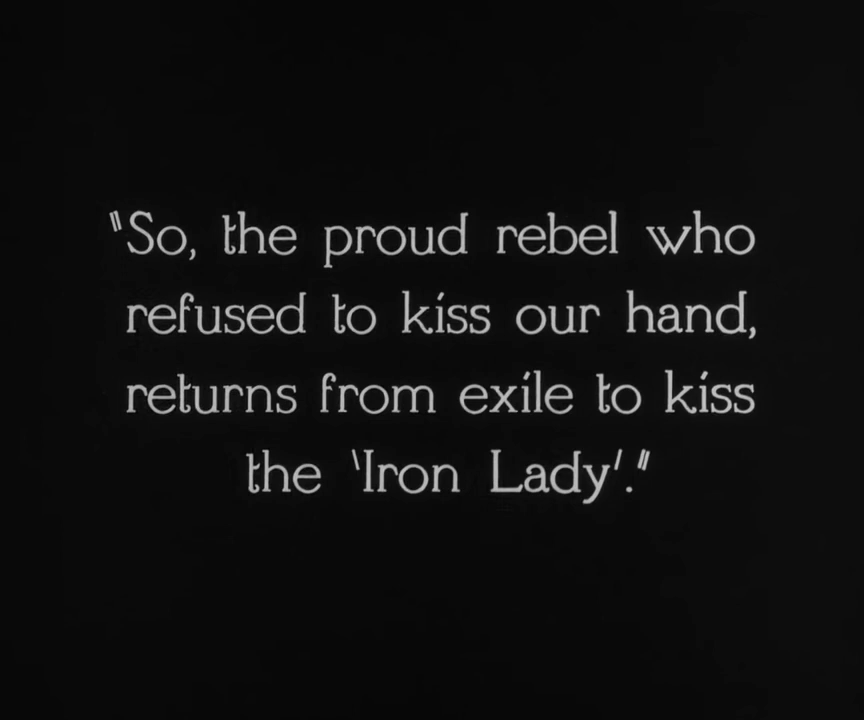 "So, the proud rebel who
refused to kiss our hand,
returns from exile to kiss
the 'Iron Lady'."